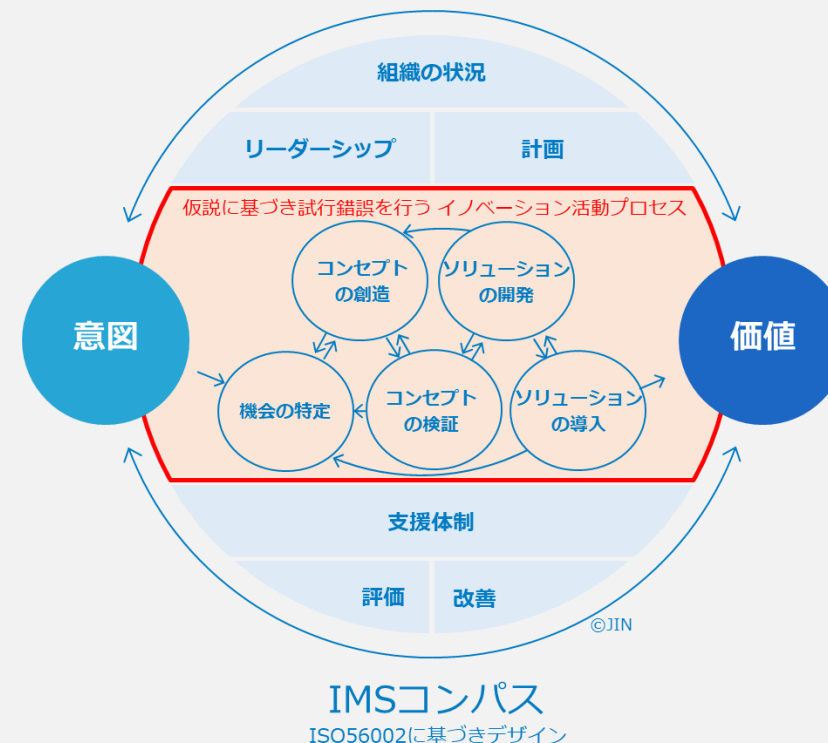 組織の状況
リーダーシップ
計画
仮説に基づき試行錯誤を行う イノベーション活動プロセス
コンセプト
の創造
ソリューション
の開発
意図
価値
機会の特定
コンセプト
の検証
ソリューション
の導入
支援体制
評価
改善
©JIN
IMSコンパス
ISO56002に基づきデザイン